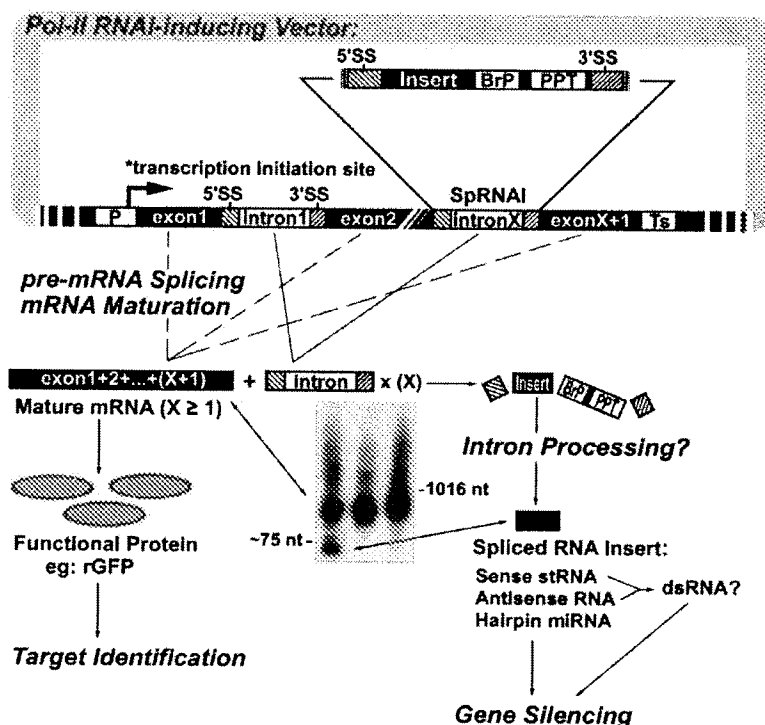 Pol-II RNAi-inducing Vector:
5'SS 3'SS
Insert BrP PPT
*transcription Initiation site
5'SS 3'SS SpRNAi
P exon1 Intron1 exon2 IntronX exonX+1 Ts
pre-mRNA Splicing
mRNA Maturation
exon1+2+...+(X+1) + Intron x (X)
Insert BrP PPT
Mature mRNA (X ≥ 1)
Intron Processing?
-1016 nt
~75 nt-
Functional Protein
eg: rGFP
Spliced RNA Insert:
Sense stRNA
Antisense RNA
Hairpin miRNA
dsRNA?
Target Identification
Gene Silencing